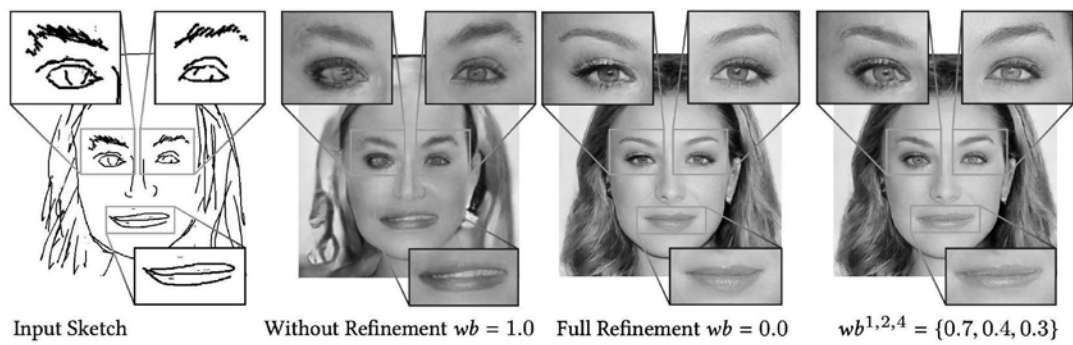 Input Sketch
Without Refinement wb = 1.0
Full Refinement wb = 0.0
wb^{1,2,4} = {0.7, 0.4, 0.3}